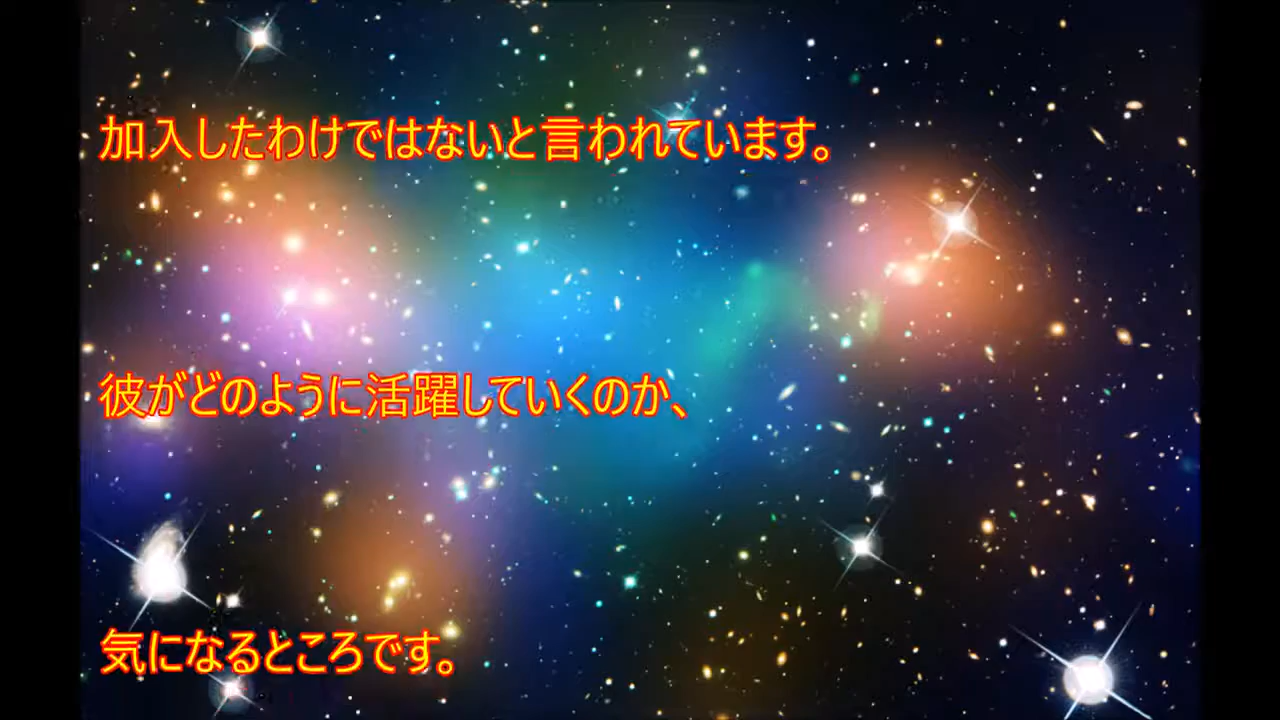 加入したわけではないと言われています。
彼がどのように活躍していくのか、
気になるところです。